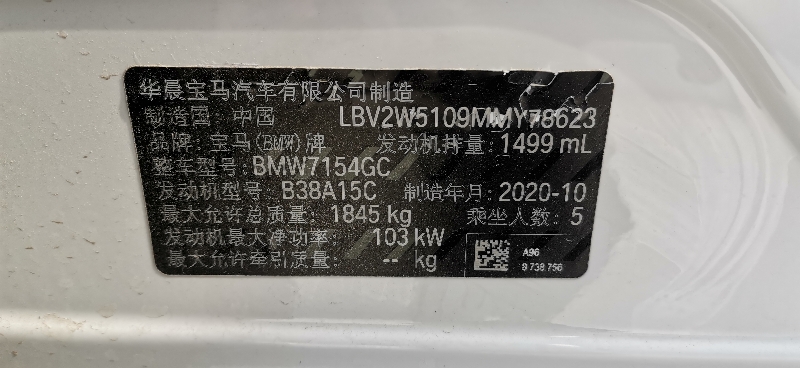 华晨宝马汽车有限公司制造
制造国 中国 LBV2W5109MMY78623
品牌: 宝马(BMW)牌 发动机排量: 1499 mL
整车型号: BMW7154GC
发动机型号: B38A15C 制造年月: 2020-10
最大允许总质量: 1845 kg 乘坐人数: 5
发动机最大净功率: 103 kW
最大允许牵引质量: -- kg
A96
9 739 756